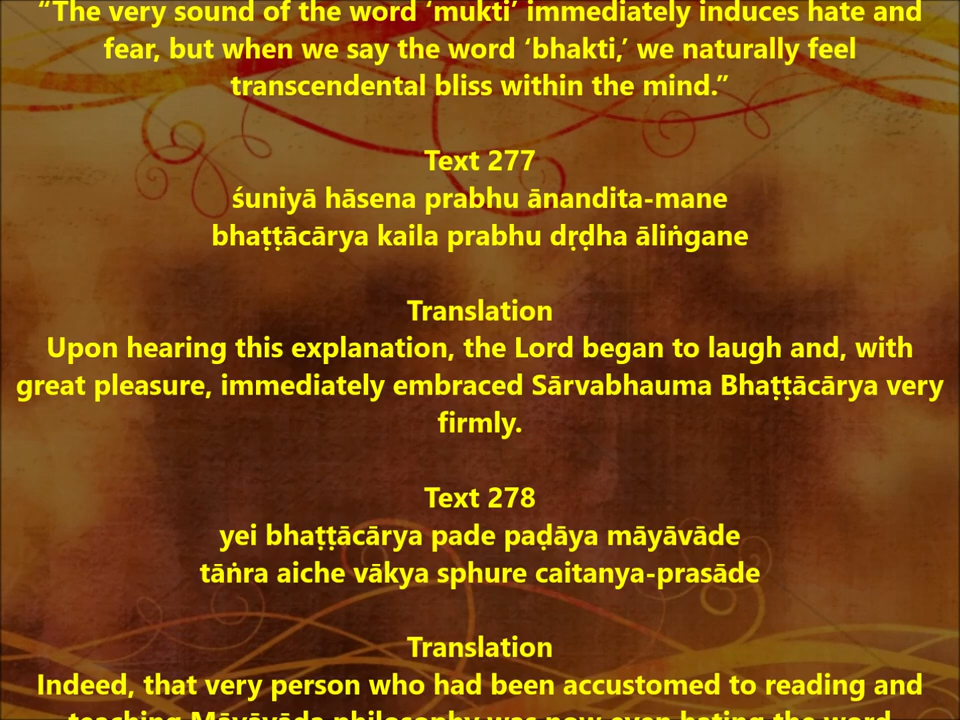 “The very sound of the word ‘mukti’ immediately induces hate and
fear, but when we say the word ‘bhakti,’ we naturally feel
transcendental bliss within the mind.”
Text 277
śuniyā hāsena prabhu ānandita-mane
bhaṭṭācārya kaila prabhu dṛḍha āliṅgane
Translation
Upon hearing this explanation, the Lord began to laugh and, with
great pleasure, immediately embraced Sārvabhauma Bhaṭṭācārya very
firmly.
Text 278
yei bhaṭṭācārya pade paḍāya māyāvāde
tāṅra aiche vākya sphure caitanya-prasāde
Translation
Indeed, that very person who had been accustomed to reading and
teaching Māyāvāda philosophy was now even hating the word